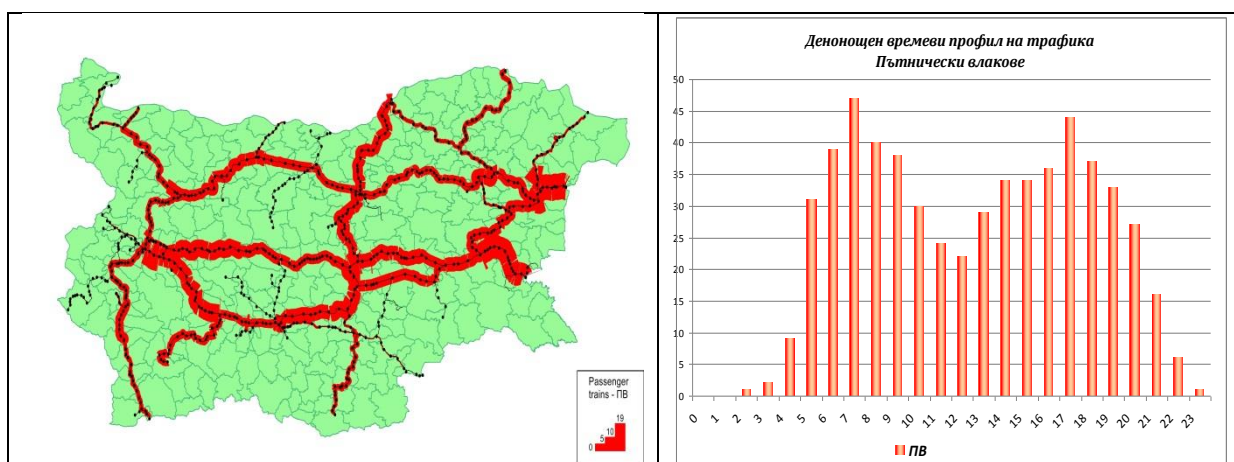 Passenger
trains - ПВ
19
10
5
0
Денонощен времеви профил на трафика
Пътнически влакове
50
45
40
35
30
25
20
15
10
5
0
0 1 2 3 4 5 6 7 8 9 10 11 12 13 14 15 16 17 18 19 20 21 22 23
ПВ